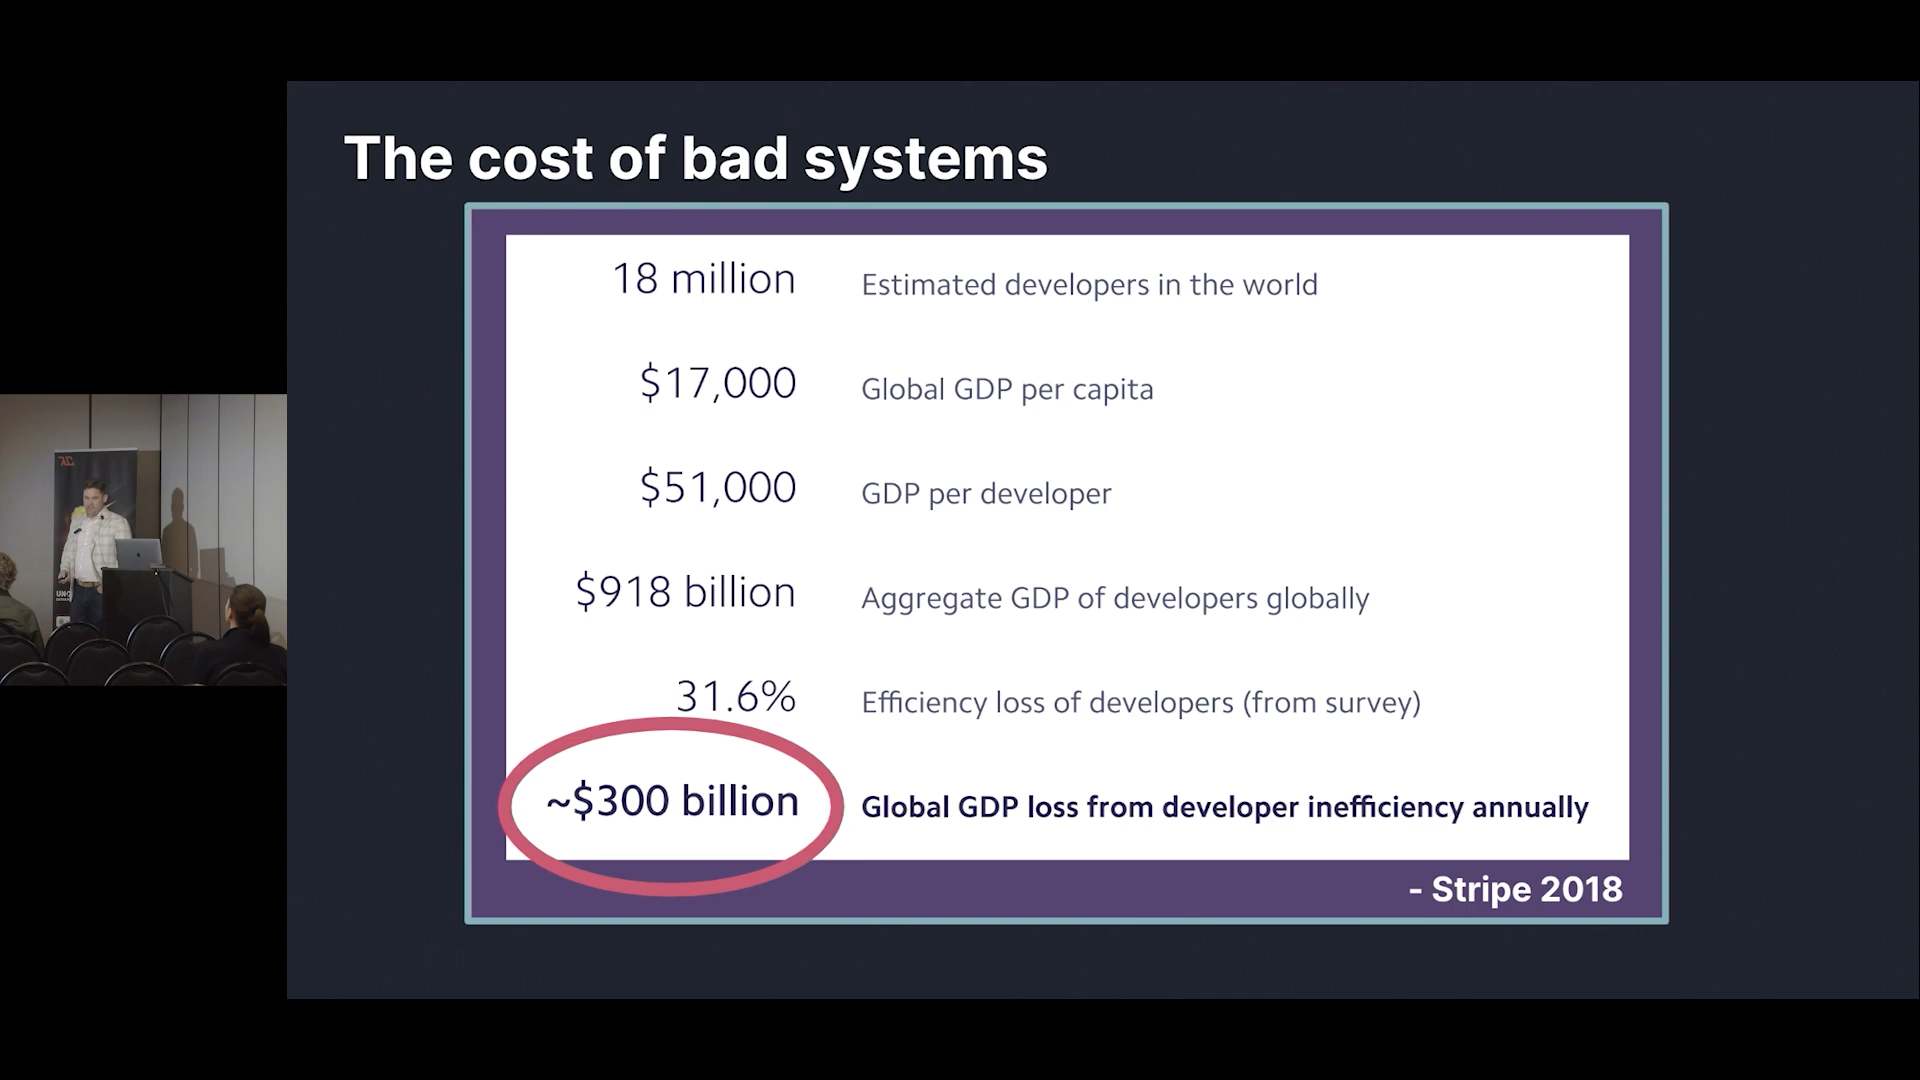 The cost of bad systems
18 million Estimated developers in the world
$17,000 Global GDP per capita
$51,000 GDP per developer
$918 billion Aggregate GDP of developers globally
31.6% Efficiency loss of developers (from survey)
~$300 billion Global GDP loss from developer inefficiency annually
- Stripe 2018